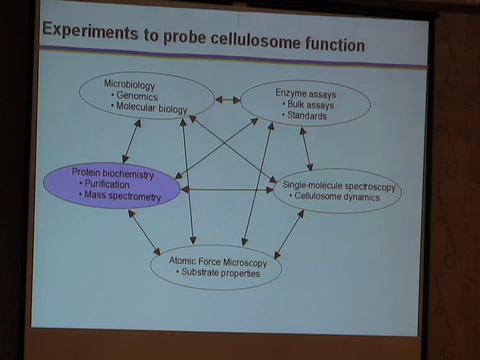 Experiments to probe cellulosome function
Microbiology
• Genomics
• Molecular biology
Enzyme assays
• Bulk assays
• Standards
Protein biochemistry
• Purification
• Mass spectrometry
Single-molecule spectroscopy
• Cellulosome dynamics
Atomic Force Microscopy
• Substrate properties